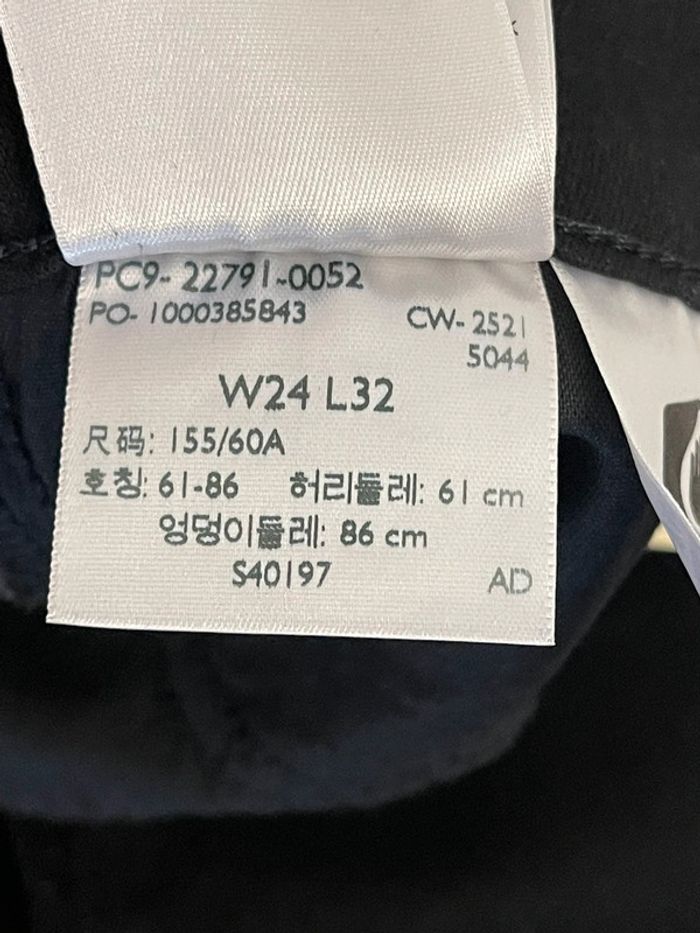 PC9-22791-0052
PO-1000385843
CW-2521
5044
W24 L32
尺码: 155/60A
호칭: 61-86 허리둘레: 61 cm
엉덩이둘레: 86 cm
S40197 AD